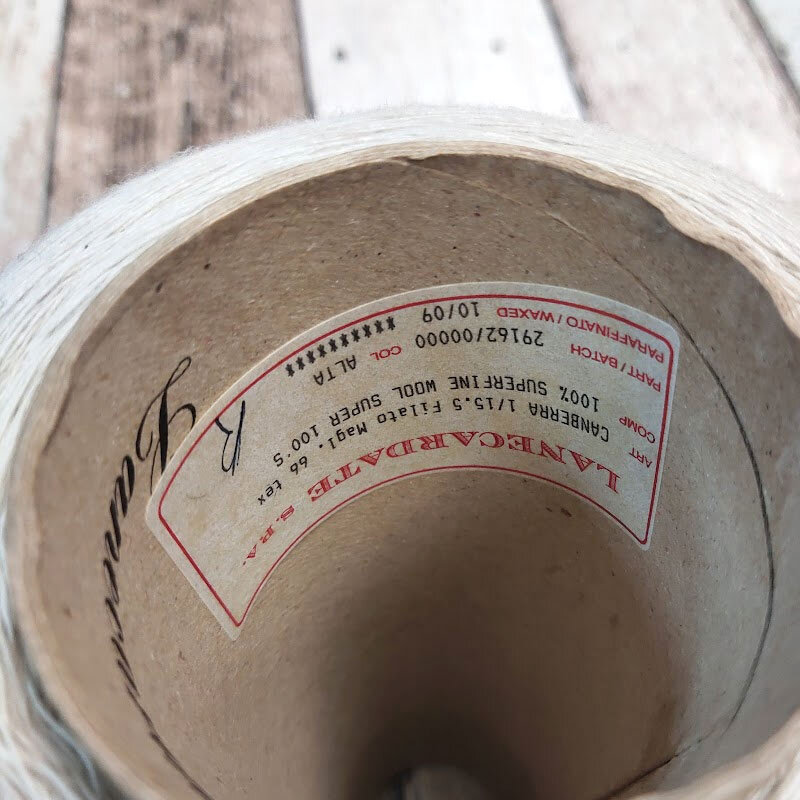 LANECARDATE S.P.A.
ART CANBERRA 1/15.5 Filato Magl. 66 tex
COMP 100% SUPERFINE WOOL SUPER 100'S
PART / BATCH 29162/00000 COL ALTA
PARAFFINATO / WAXED 10/09 **********
R